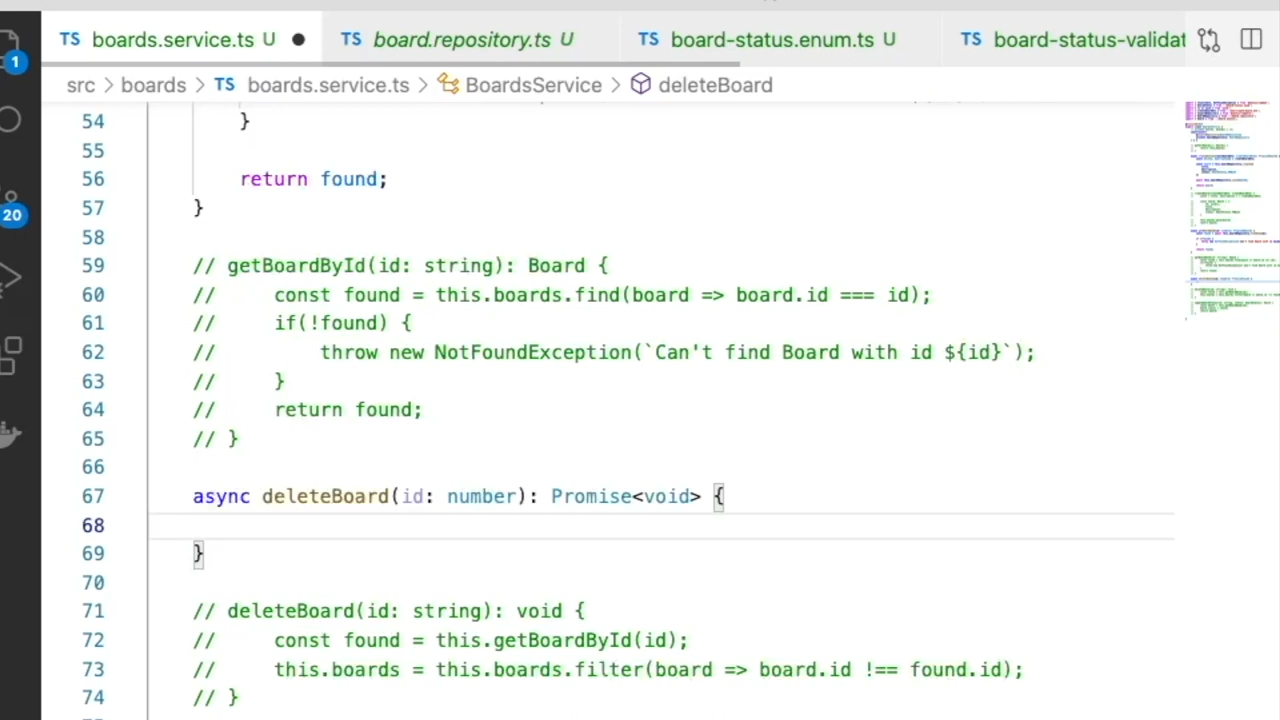 TS boards.service.ts U ● TS board.repository.ts U TS board-status.enum.ts U TS board-status-validat
1
src > boards > TS boards.service.ts > BoardsService > deleteBoard
54 }
55
56 return found;
57 }
20
58
59 // getBoardById(id: string): Board {
60 //     const found = this.boards.find(board => board.id === id);
61 //     if(!found) {
62 //         throw new NotFoundException(`Can't find Board with id ${id}`);
63 //     }
64 //     return found;
65 // }
66
67 async deleteBoard(id: number): Promise<void> {
68
69 }
70
71 // deleteBoard(id: string): void {
72 //     const found = this.getBoardById(id);
73 //     this.boards = this.boards.filter(board => board.id !== found.id);
74 // }